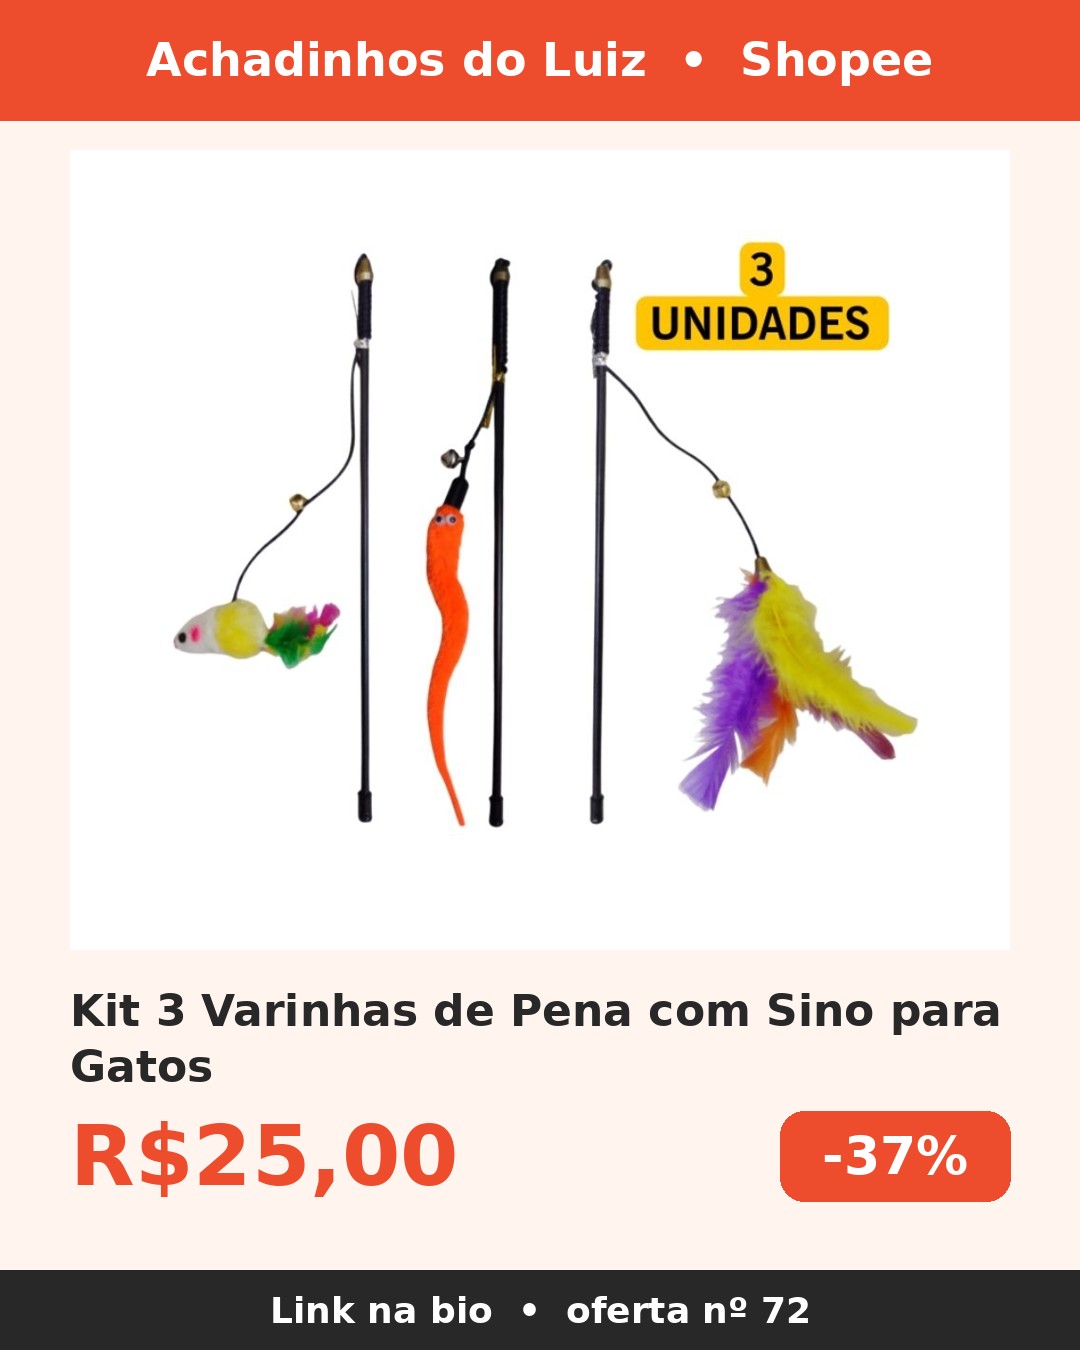 Achadinhos do Luiz • Shopee
3
UNIDADES
Kit 3 Varinhas de Pena com Sino para
Gatos
R$25,00
-37%
Link na bio • oferta nº 72